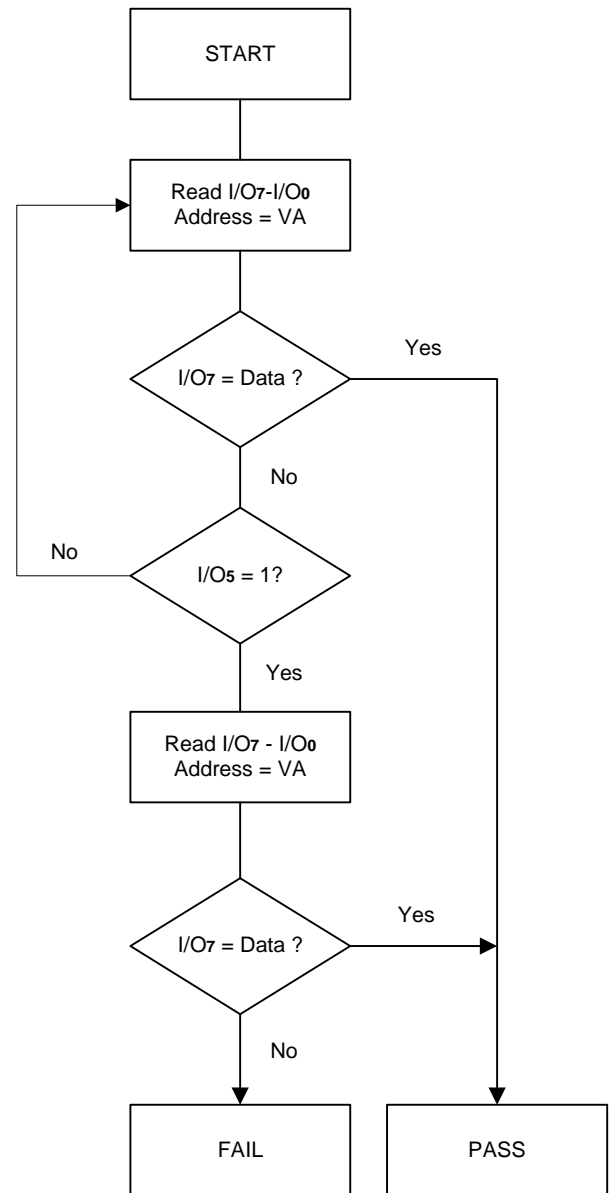 START
Read I/O7-I/O0
Address = VA
Yes
I/O7 = Data ?
No
No
I/O5 = 1?
Yes
Read I/O7 - I/O0
Address = VA
Yes
I/O7 = Data ?
No
FAIL
PASS